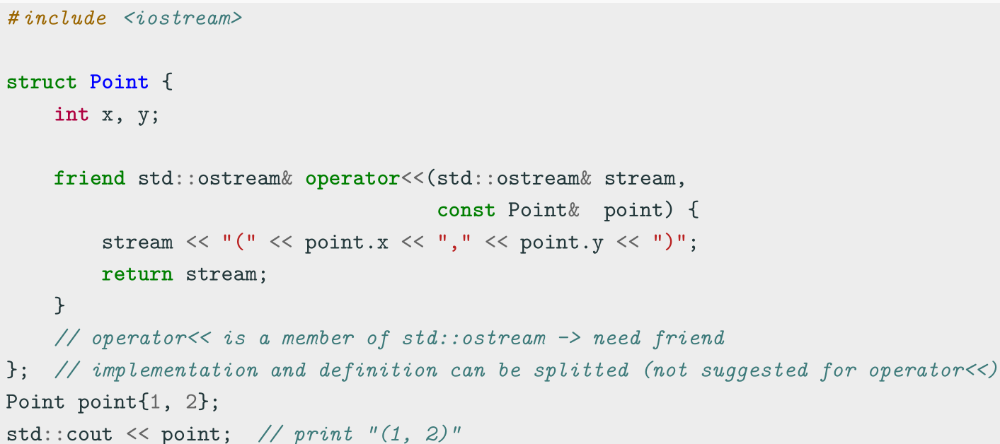 #include <iostream>
struct Point {
    int x, y;
    friend std::ostream& operator<<(std::ostream& stream,
                                    const Point&  point) {
        stream << "(" << point.x << "," << point.y << ")";
        return stream;
    }
    // operator<< is a member of std::ostream -> need friend
};  // implementation and definition can be splitted (not suggested for operator<<)
Point point{1, 2};
std::cout << point;  // print "(1, 2)"